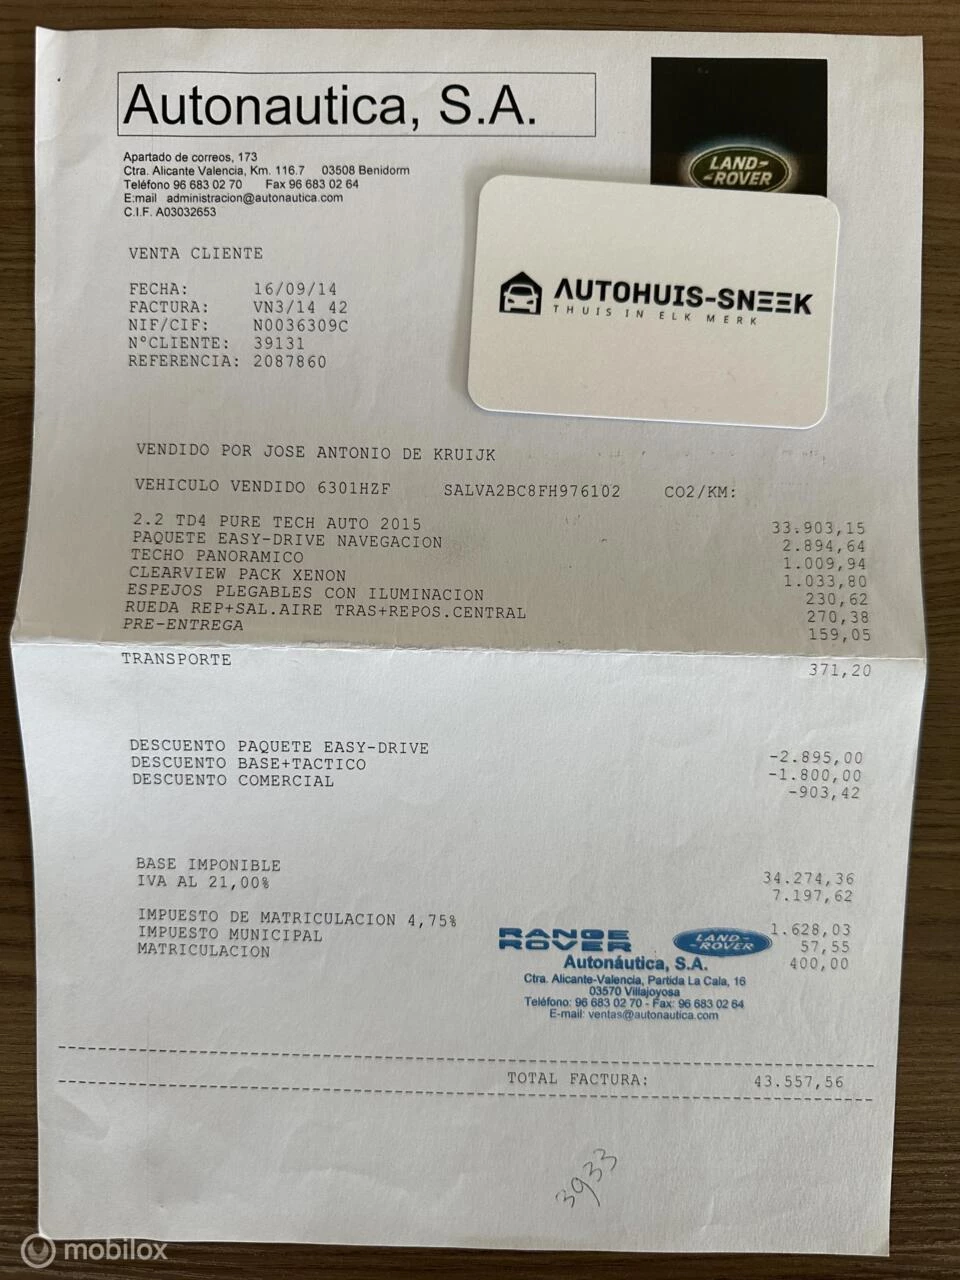 Autonautica, S.A.
Apartado de correos, 173
Ctra. Alicante Valencia, Km. 116.7 03508 Benidorm
Teléfono 96 683 02 70 Fax 96 683 02 64
E:mail administracion@autonautica.com
C.I.F. A03032653
LAND-
ROVER
AUTOHUIS-SNEEK
THUIS IN ELK MERK
VENTA CLIENTE
FECHA: 16/09/14
FACTURA: VN3/14 42
NIF/CIF: N0036309C
NºCLIENTE: 39131
REFERENCIA: 2087860
VENDIDO POR JOSE ANTONIO DE KRUIJK
VEHICULO VENDIDO 6301HZF SALVA2BC8FH976102 CO2/KM:
2.2 TD4 PURE TECH AUTO 2015 33.903,15
PAQUETE EASY-DRIVE NAVEGACION 2.894,64
TECHO PANORAMICO 1.009,94
CLEARVIEW PACK XENON 1.033,80
ESPEJOS PLEGABLES CON ILUMINACION 230,62
RUEDA REP+SAL.AIRE TRAS+REPOS.CENTRAL 270,38
PRE-ENTREGA 159,05
TRANSPORTE 371,20
DESCUENTO PAQUETE EASY-DRIVE -2.895,00
DESCUENTO BASE+TACTICO -1.800,00
DESCUENTO COMERCIAL -903,42
BASE IMPONIBLE 34.274,36
IVA AL 21,00% 7.197,62
IMPUESTO DE MATRICULACION 4,75% 1.628,03
IMPUESTO MUNICIPAL 57,55
MATRICULACION 400,00
RANGE
ROVER
LAND-
ROVER
Autonáutica, S.A.
Ctra. Alicante-Valencia, Partida La Cala, 16
03570 Villajoyosa
Teléfono: 96 683 02 70 - Fax: 96 683 02 64
E-mail: ventas@autonautica.com
TOTAL FACTURA: 43.557,56
3933
mobilox